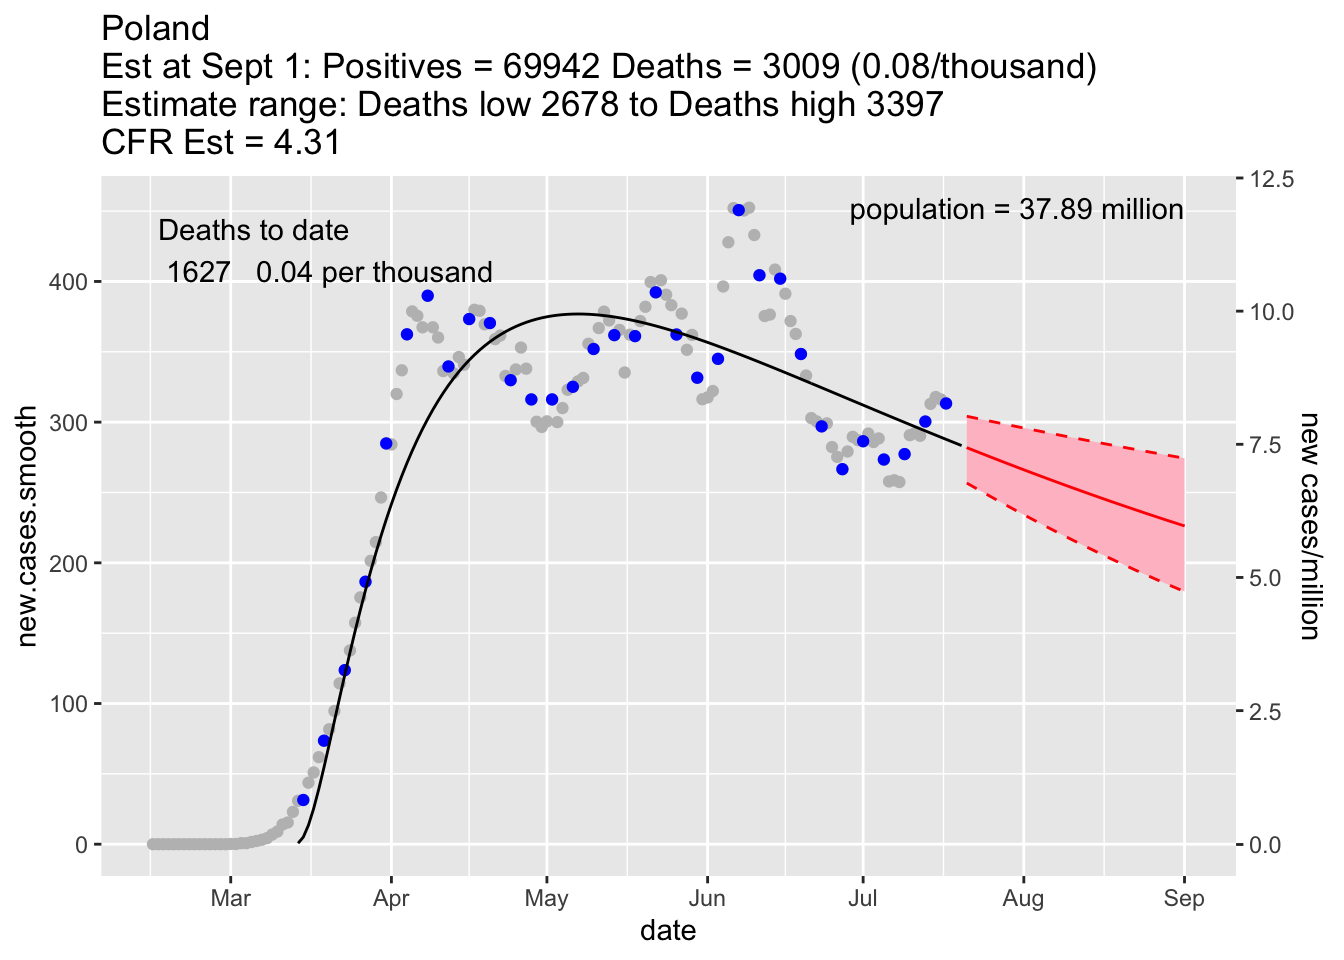 Poland
Est at Sept 1: Positives = 69942 Deaths = 3009 (0.08/thousand)
Estimate range: Deaths low 2678 to Deaths high 3397
CFR Est = 4.31
Deaths to date
1627 0.04 per thousand
population = 37.89 million
new.cases.smooth
400
300
200
100
0
12.5
10.0
7.5
5.0
2.5
0.0
new cases/million
Mar Apr May Jun Jul Aug Sep
date